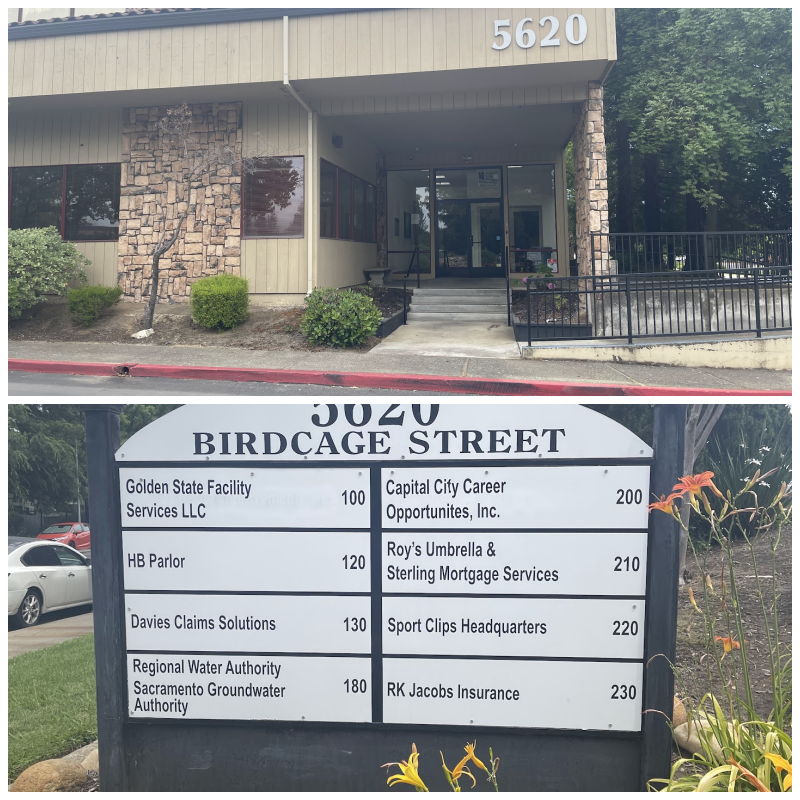 5620
5620
BIRDCAGE STREET
Golden State Facility
Services LLC 100
HB Parlor 120
Davies Claims Solutions 130
Regional Water Authority
Sacramento Groundwater
Authority 180
Capital City Career
Opportunites, Inc. 200
Roy's Umbrella &
Sterling Mortgage Services 210
Sport Clips Headquarters 220
RK Jacobs Insurance 230